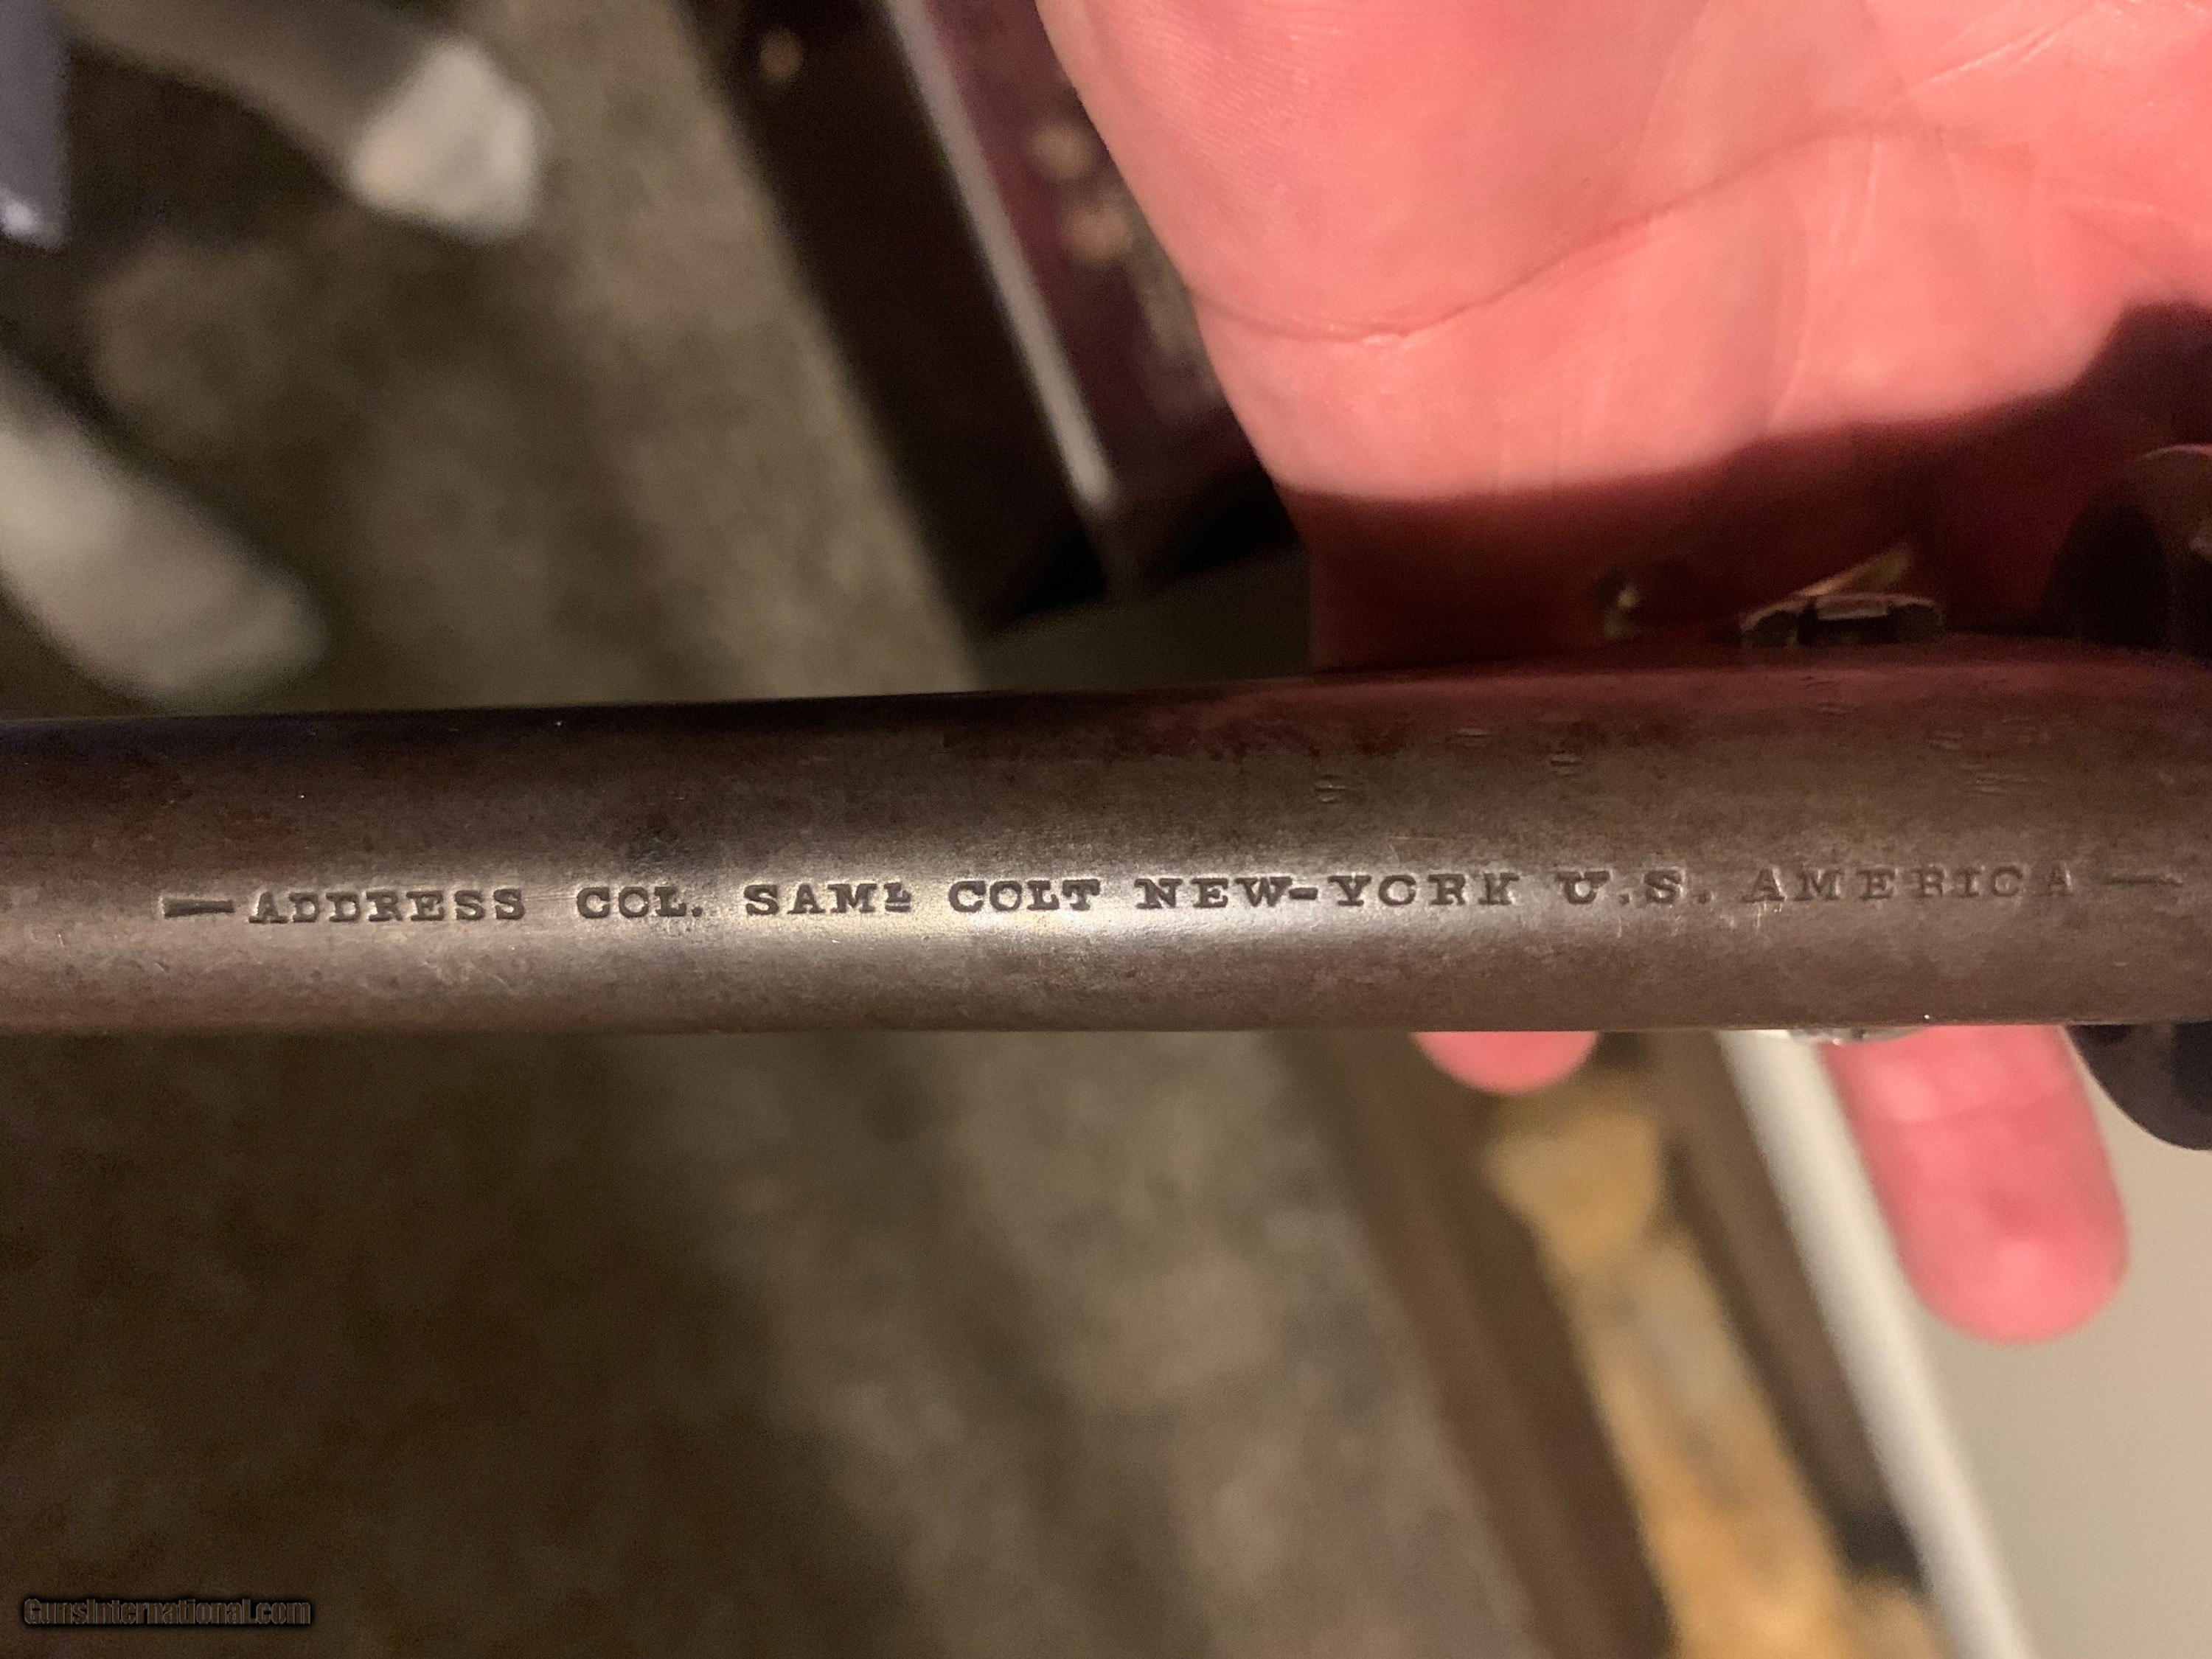 —ADDRESS COL. SAMᴸ COLT NEW-YORK U.S. AMERICA—
GunsInternational.com